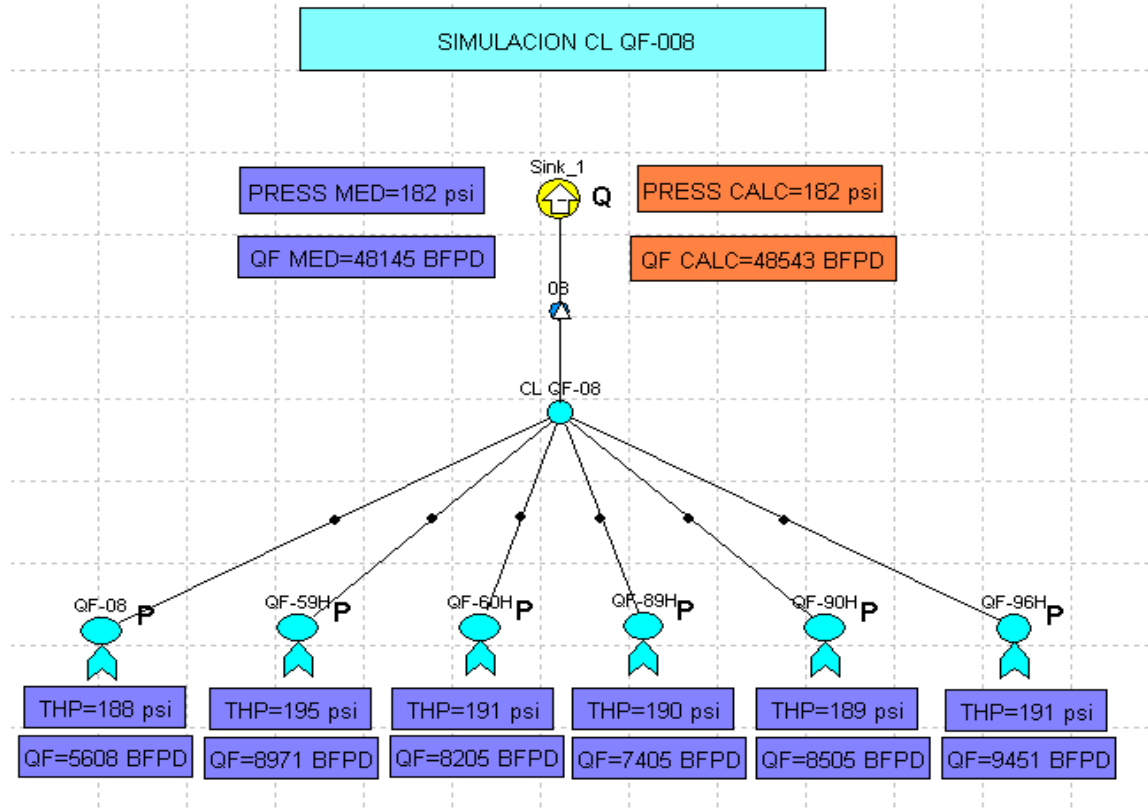 SIMULACION CL QF-008
Sink_1
PRESS MED=182 psi
Q
PRESS CALC=182 psi
QF MED=48145 BFPD
QF CALC=48543 BFPD
08
CL QF-08
QF-08 P
QF-59H P
QF-60H P
QF-89H P
QF-90H P
QF-96H P
THP=188 psi
THP=195 psi
THP=191 psi
THP=190 psi
THP=189 psi
THP=191 psi
QF=5608 BFPD
QF=8971 BFPD
QF=8205 BFPD
QF=7405 BFPD
QF=8505 BFPD
QF=9451 BFPD